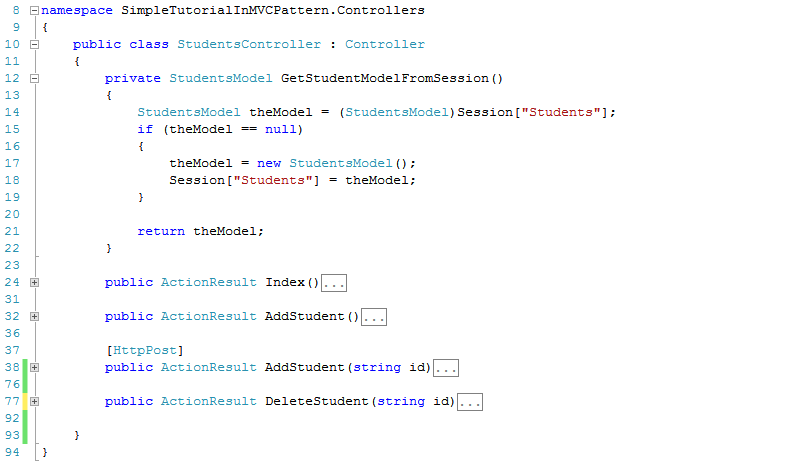 8 namespace SimpleTutorialInMVCPattern.Controllers
9 {
10 public class StudentsController : Controller
11 {
12 private StudentsModel GetStudentModelFromSession()
13 {
14 StudentsModel theModel = (StudentsModel)Session["Students"];
15 if (theModel == null)
16 {
17 theModel = new StudentsModel();
18 Session["Students"] = theModel;
19 }
20
21 return theModel;
22 }
23
24 public ActionResult Index()...
31
32 public ActionResult AddStudent()...
36
37 [HttpPost]
38 public ActionResult AddStudent(string id)...
76
77 public ActionResult DeleteStudent(string id)...
92
93 }
94 }